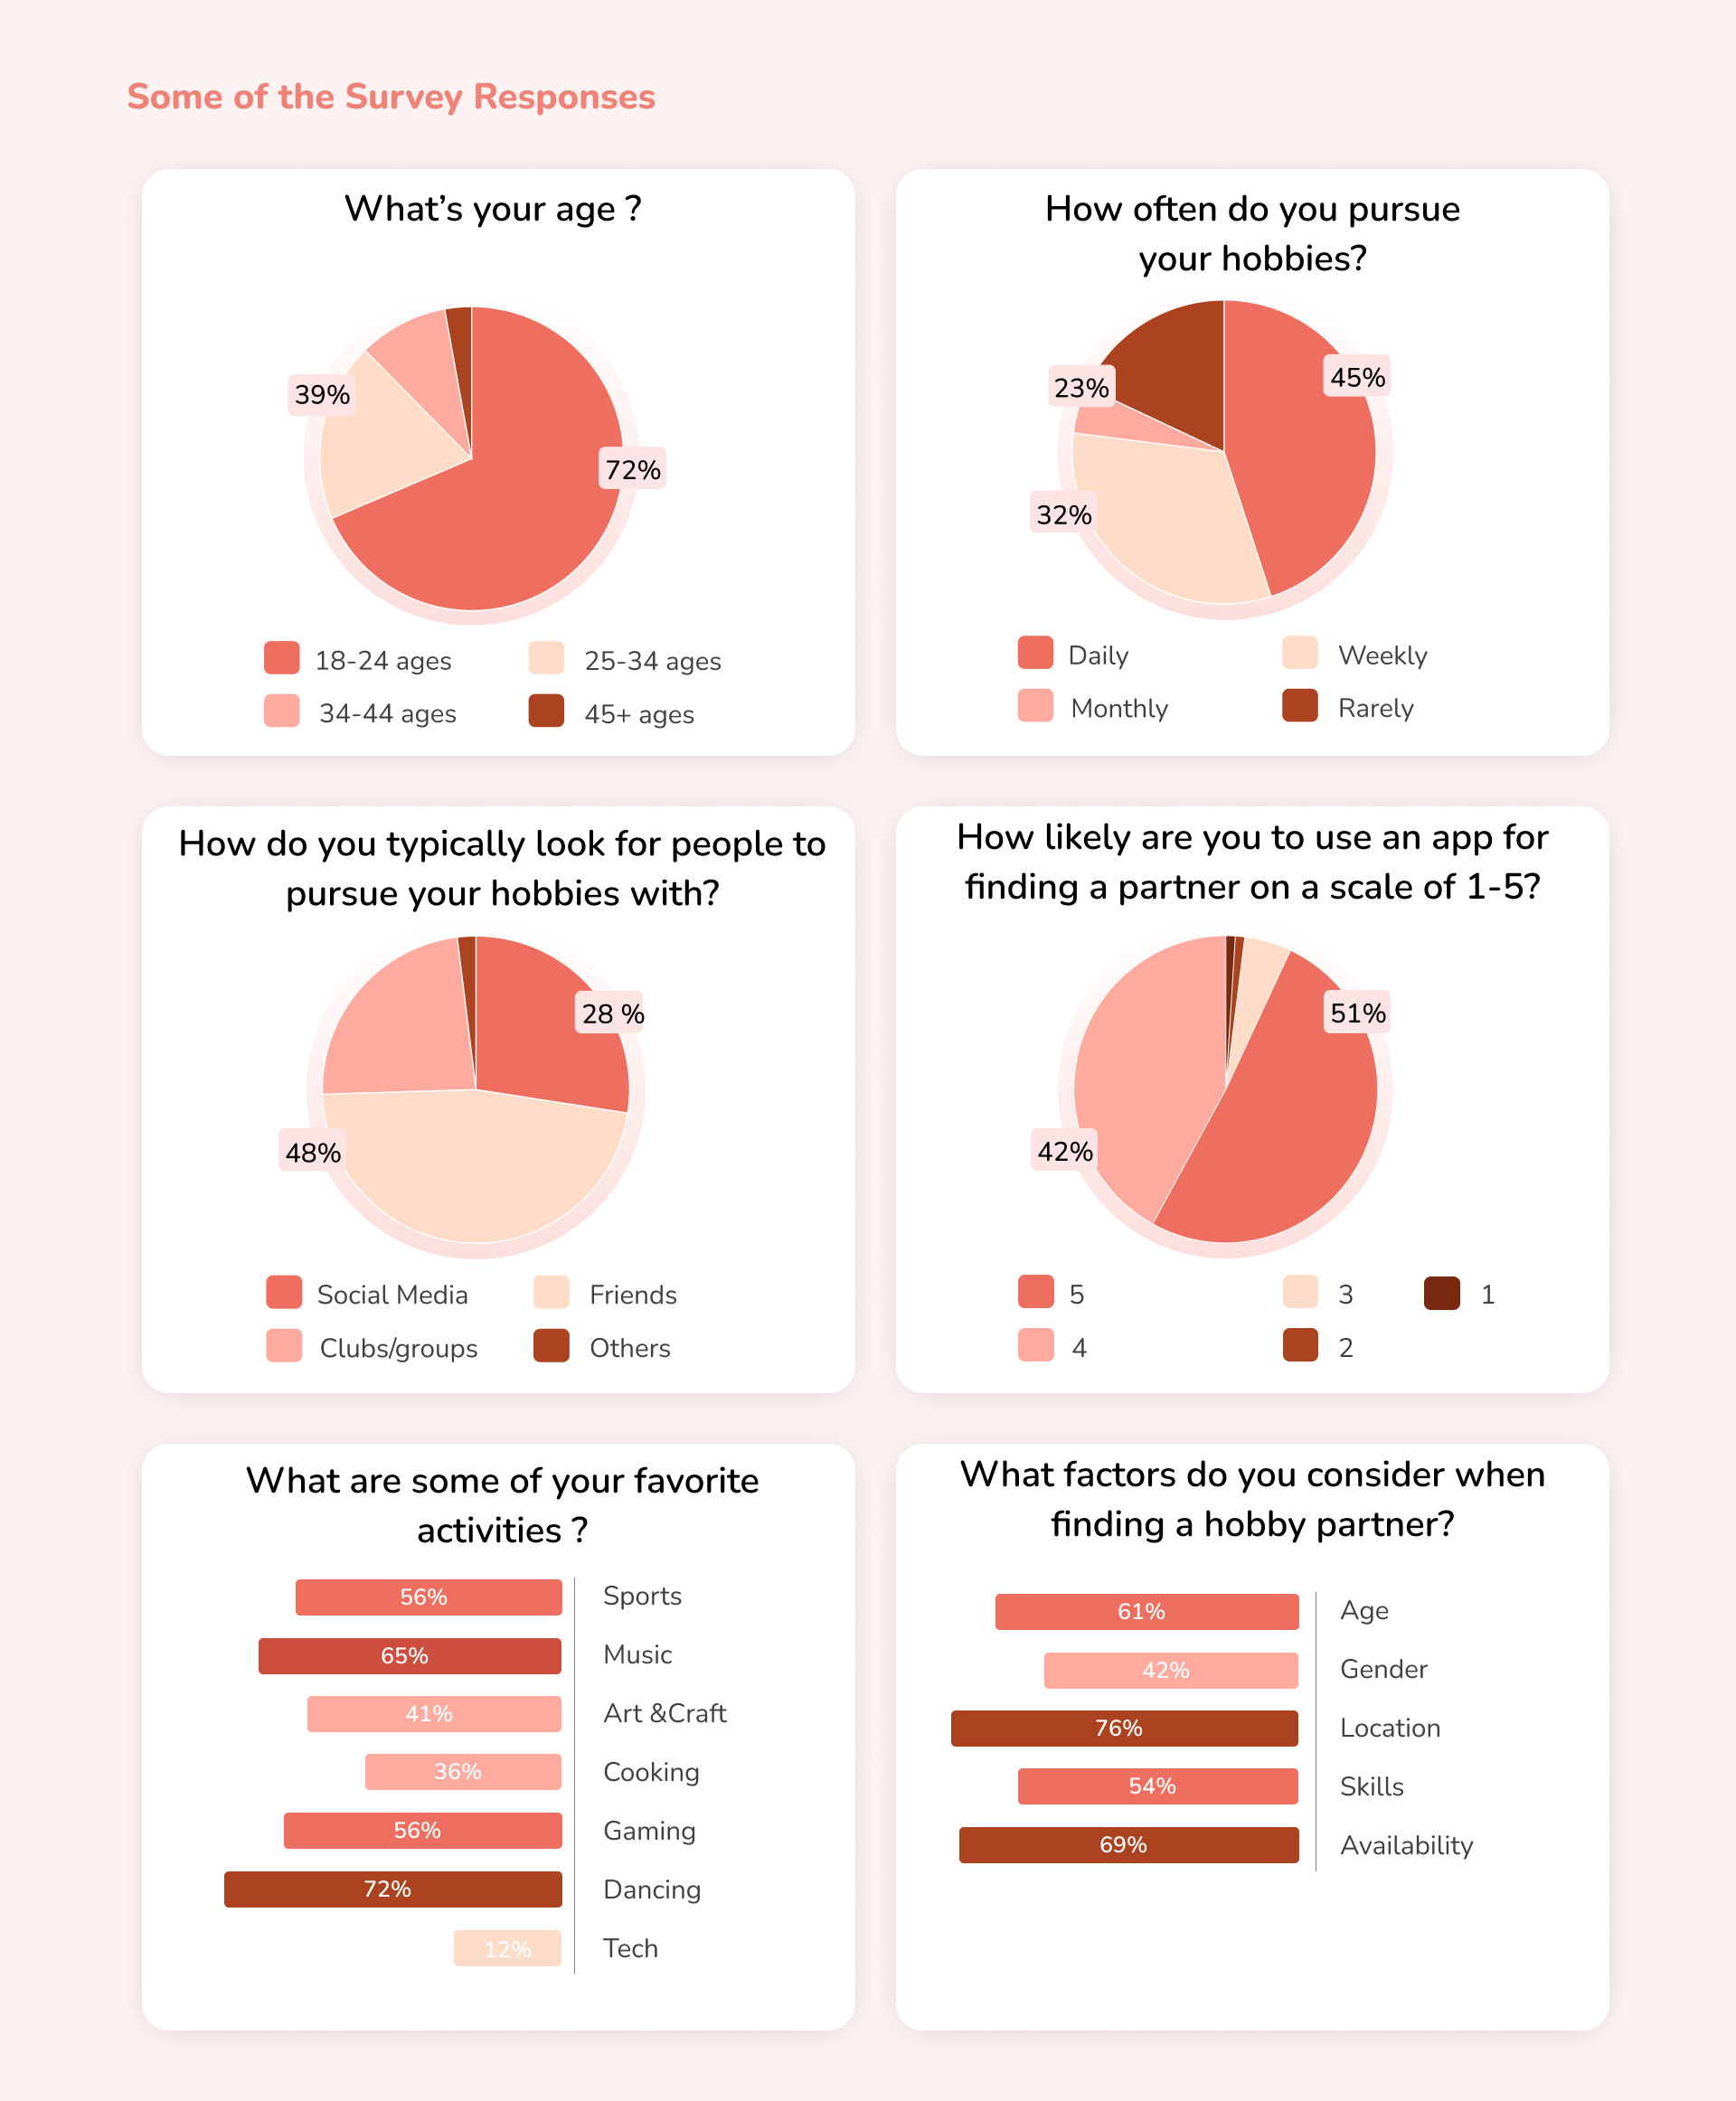 Some of the Survey Responses
What's your age ?
39%
72%
18-24 ages
25-34 ages
34-44 ages
45+ ages
How often do you pursue
your hobbies?
45%
23%
32%
Daily
Weekly
Monthly
Rarely
How do you typically look for people to
pursue your hobbies with?
28 %
48%
Social Media
Friends
Clubs/groups
Others
How likely are you to use an app for
finding a partner on a scale of 1-5?
51%
42%
5
3
1
4
2
What are some of your favorite
activities ?
56% Sports
65% Music
41% Art &Craft
36% Cooking
56% Gaming
72% Dancing
12% Tech
What factors do you consider when
finding a hobby partner?
61% Age
42% Gender
76% Location
54% Skills
69% Availability